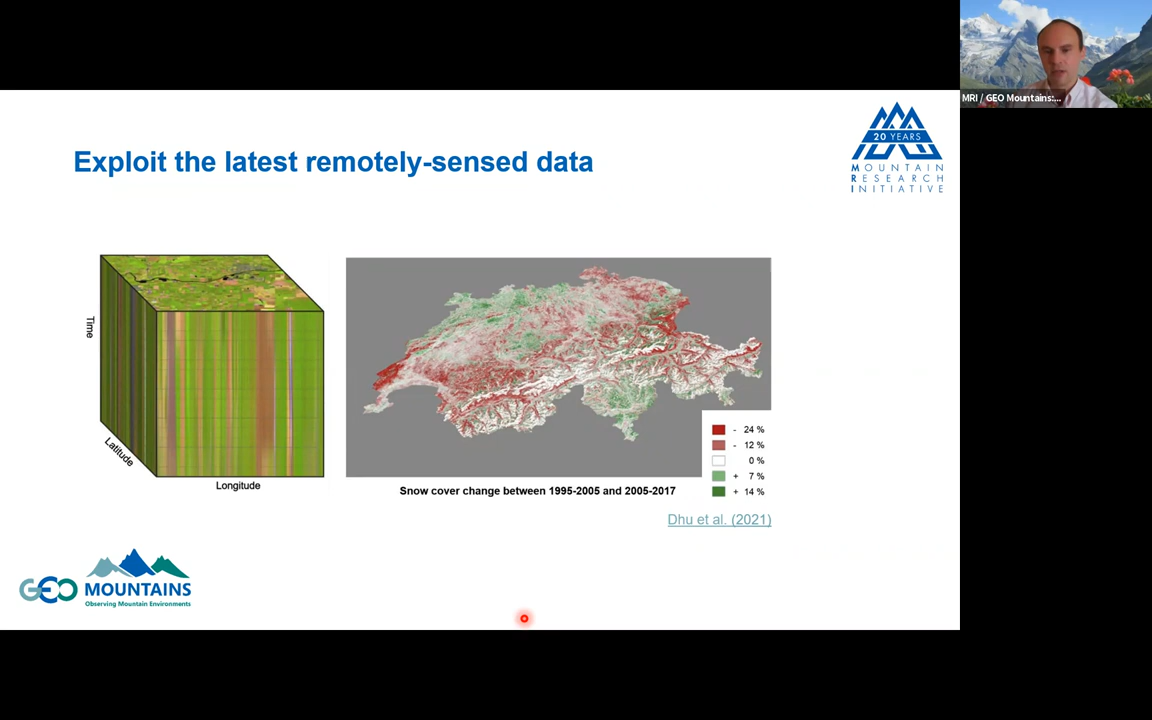 MRI / GEO Mountains:...
20 YEARS
MOUNTAIN
RESEARCH
INITIATIVE
Exploit the latest remotely-sensed data
Time
Latitude
Longitude
- 24 %
- 12 %
0 %
+ 7 %
+ 14 %
Snow cover change between 1995-2005 and 2005-2017
Dhu et al. (2021)
GEO MOUNTAINS
Observing Mountain Environments